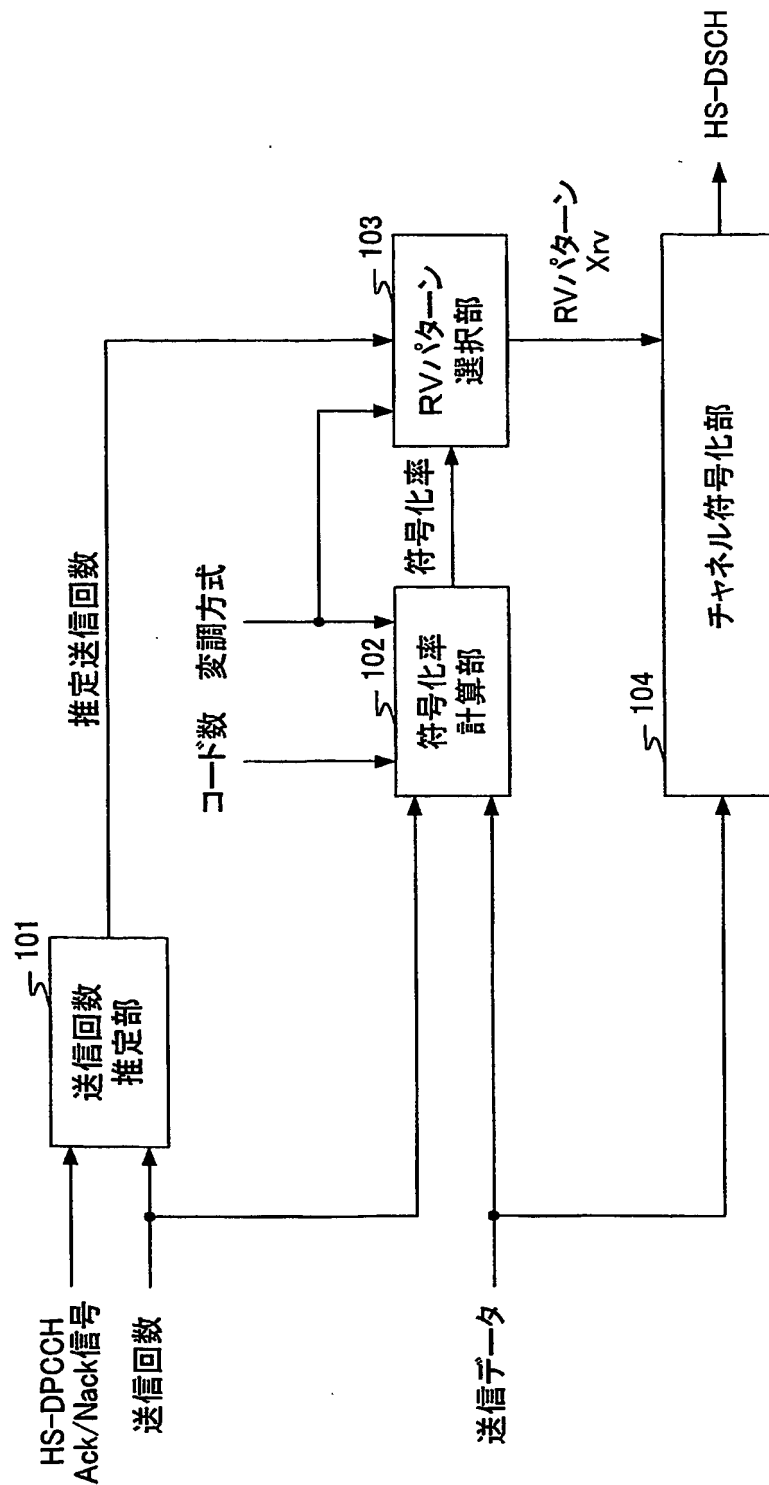 HS-DPCCH
Ack/Nack信号
送信回数
送信データ
101
送信回数
推定部
推定送信回数
コード数
変調方式
102
符号化率
計算部
符号化率
103
RVパターン
選択部
RVパターン
Xrv
104
チャネル符号化部
HS-DSCH